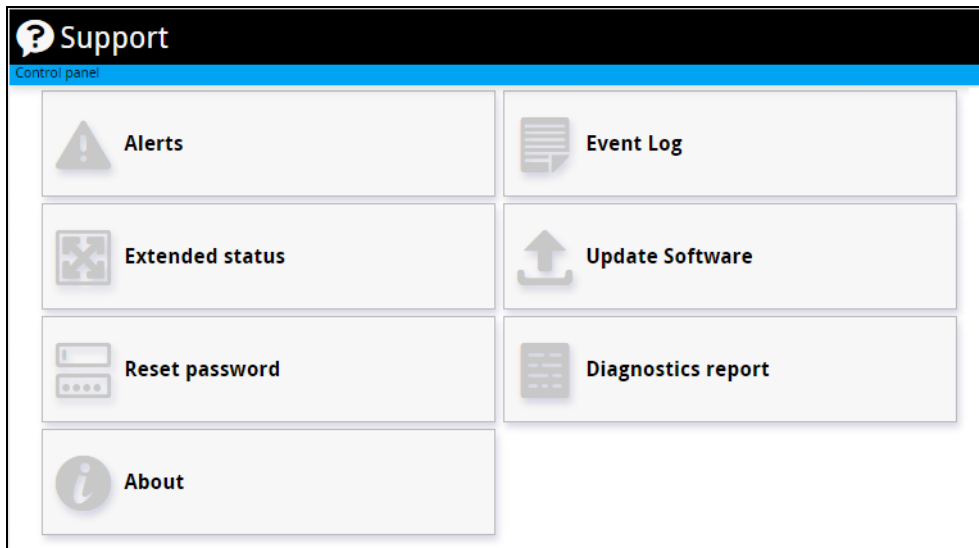 Support
Control panel
Alerts
Event Log
Extended status
Update Software
Reset password
Diagnostics report
About